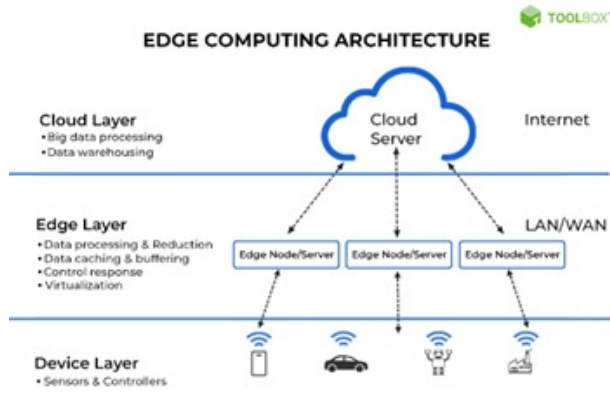 TOOLBOX
EDGE COMPUTING ARCHITECTURE
Cloud Layer
• Big data processing
• Data warehousing
Cloud
Server
Internet
Edge Layer
• Data processing & Reduction
• Data caching & buffering
• Control response
• Virtualization
LAN/WAN
Edge Node/Server
Edge Node/Server
Edge Node/Server
Device Layer
• Sensors & Controllers